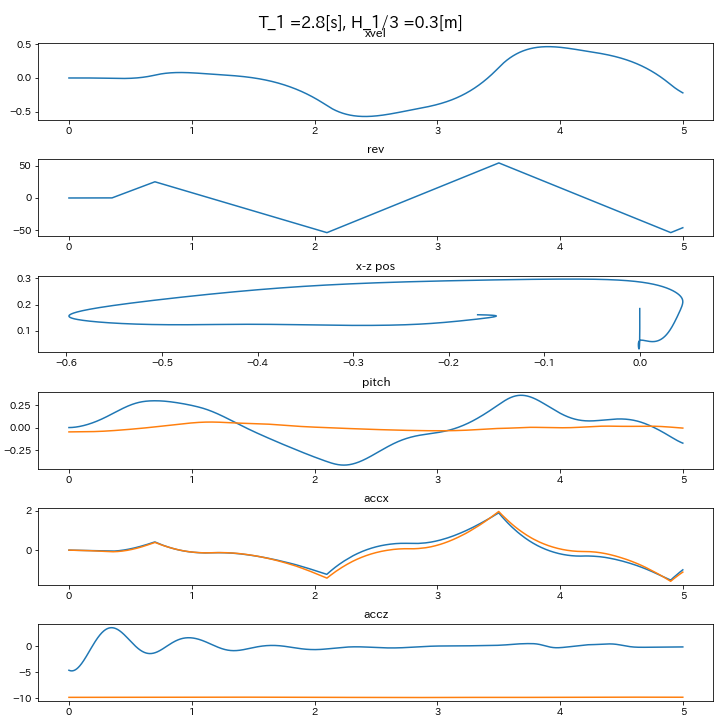 T_1 =2.8[s], H_1/3 =0.3[m]
xvel
0.5
0.0
−0.5
0 1 2 3 4 5
rev
50
0
−50
0 1 2 3 4 5
x-z pos
0.3
0.2
0.1
−0.6 −0.5 −0.4 −0.3 −0.2 −0.1 0.0
pitch
0.25
0.00
−0.25
0 1 2 3 4 5
accx
2
0
0 1 2 3 4 5
accz
0
−5
−10
0 1 2 3 4 5